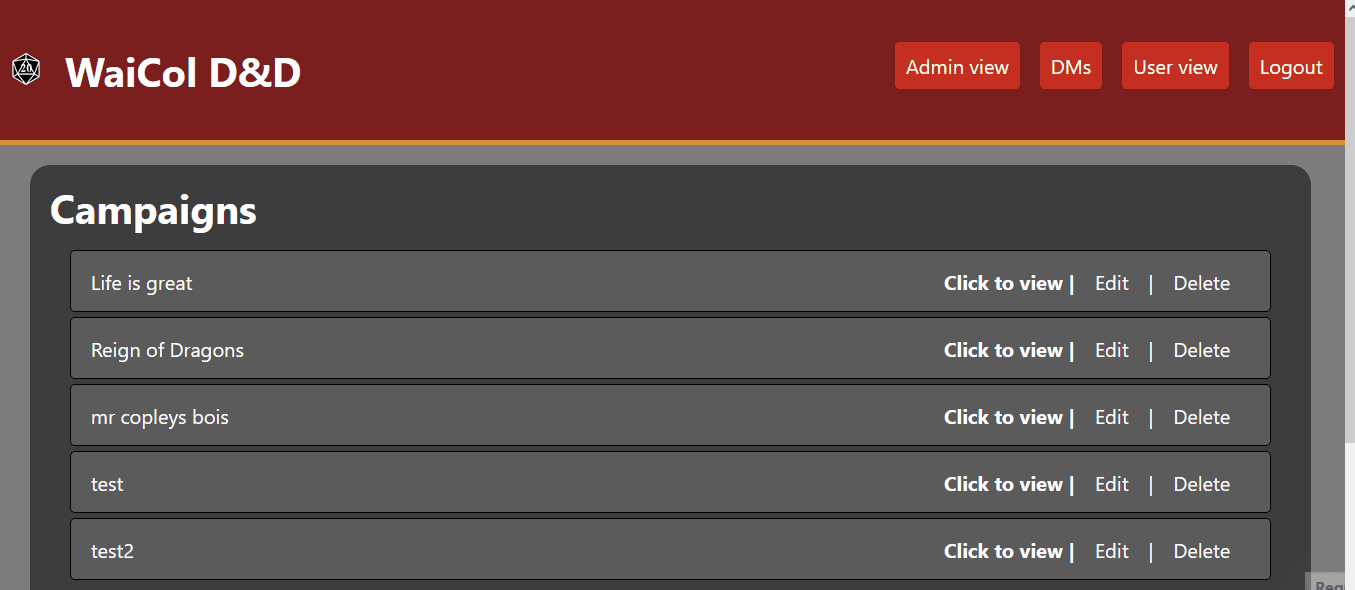 20
WaiCol D&D
Admin view
DMs
User view
Logout
Campaigns
Life is great Click to view | Edit | Delete
Reign of Dragons Click to view | Edit | Delete
mr copleys bois Click to view | Edit | Delete
test Click to view | Edit | Delete
test2 Click to view | Edit | Delete